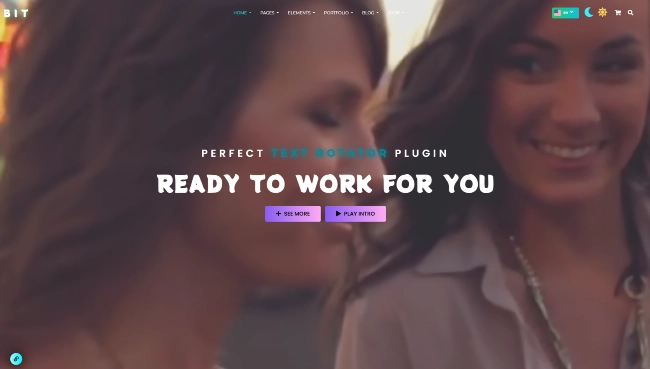 BIT
HOME PAGES ELEMENTS PORTFOLIO BLOG
EN
PERFECT TEXT ROTATOR PLUGIN
READY TO WORK FOR YOU
SEE MORE PLAY INTRO